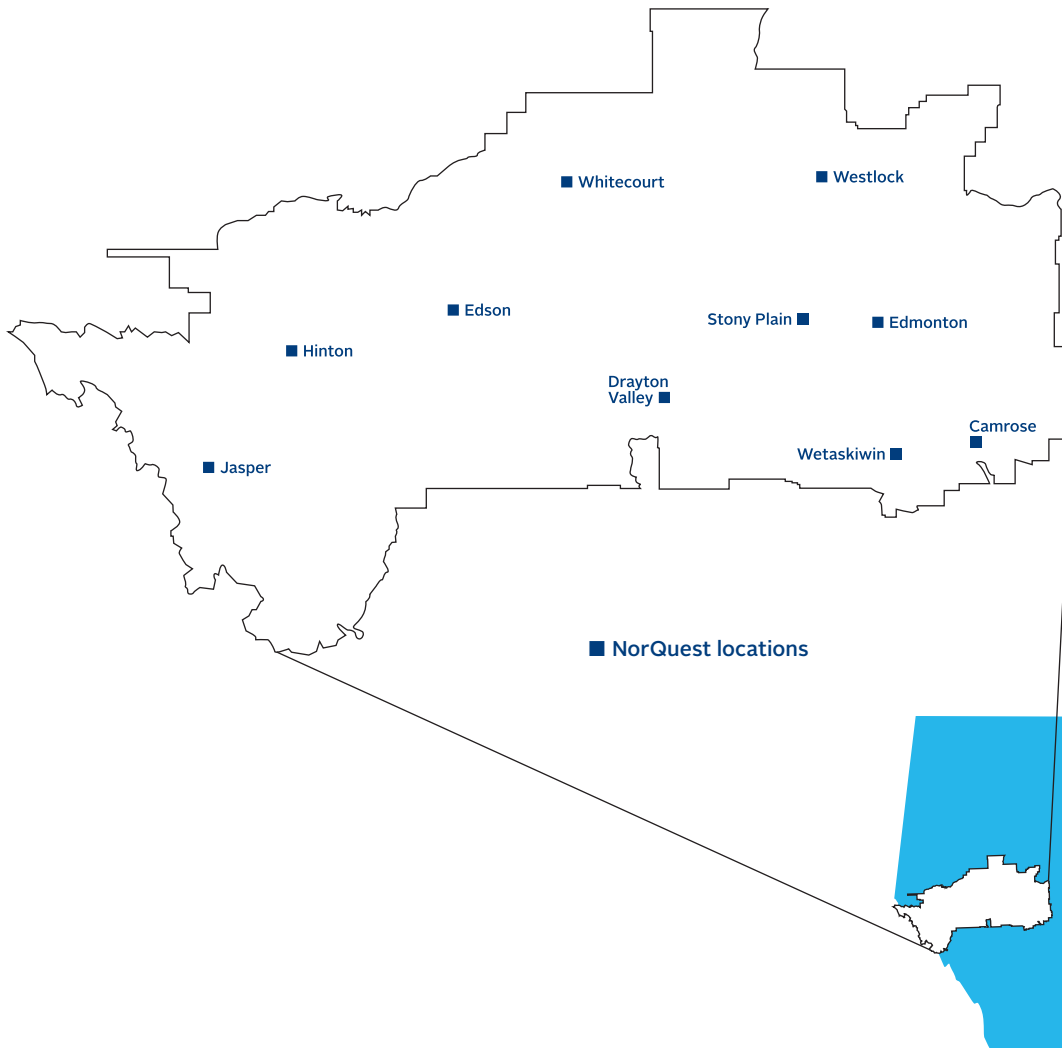 Whitecourt
Westlock
Edson
Stony Plain
Edmonton
Hinton
Drayton
Valley
Camrose
Wetaskiwin
Jasper
NorQuest locations